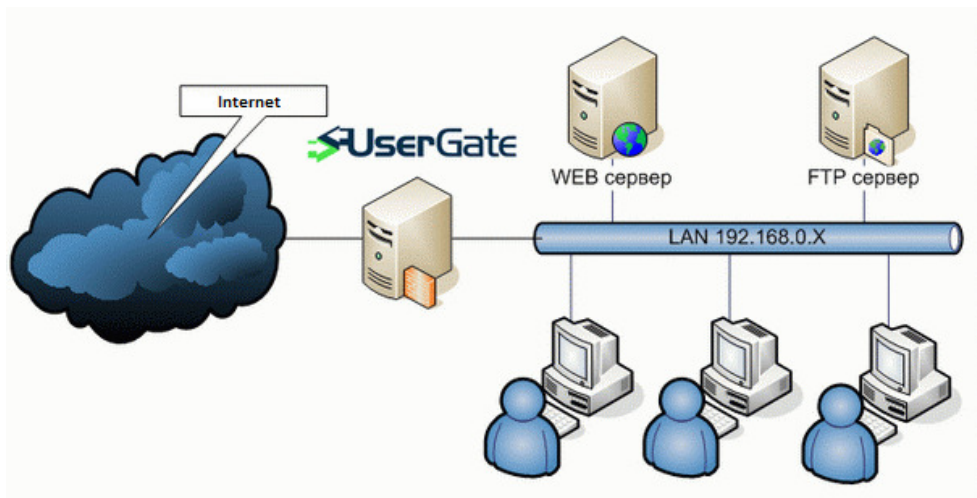 Internet
UserGate
WEB сервер
FTP сервер
LAN 192.168.0.X